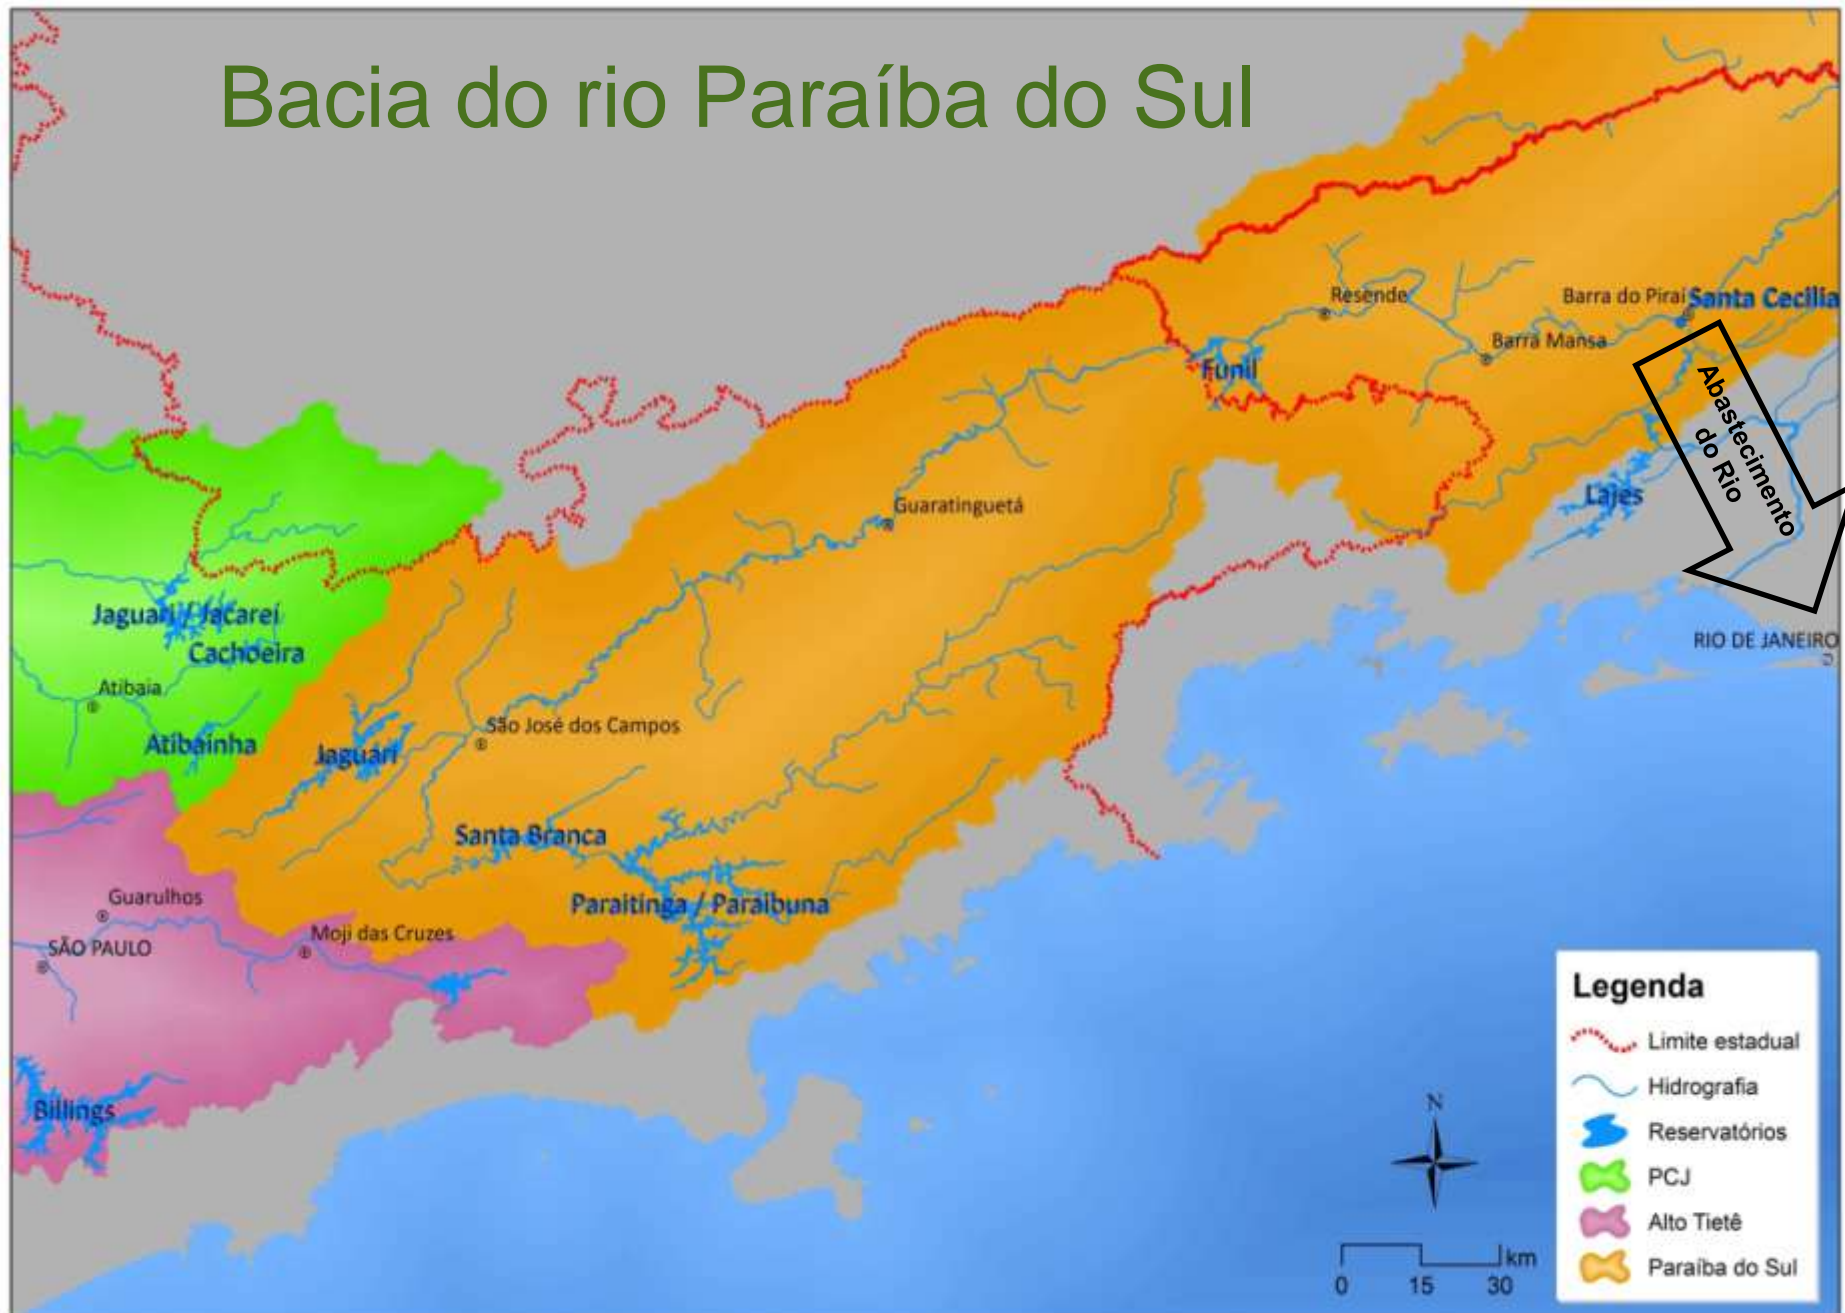 Bacia do rio Paraíba do Sul
Resende
Barra do Pirai
Santa Cecilia
Barra Mansa
Funil
Abastecimento
do Rio
Lajes
Guaratinguetá
Jaguari / Jacareí
Cachoeira
RIO DE JANEIRO
Atibaia
São José dos Campos
Atibainha
Jaguari
Santa Branca
Guarulhos
Paraitinga / Paraibuna
Moji das Cruzes
SÃO PAULO
Billings
Legenda
Limite estadual
Hidrografia
Reservatórios
PCJ
Alto Tietê
Paraíba do Sul
N
km
0 15 30